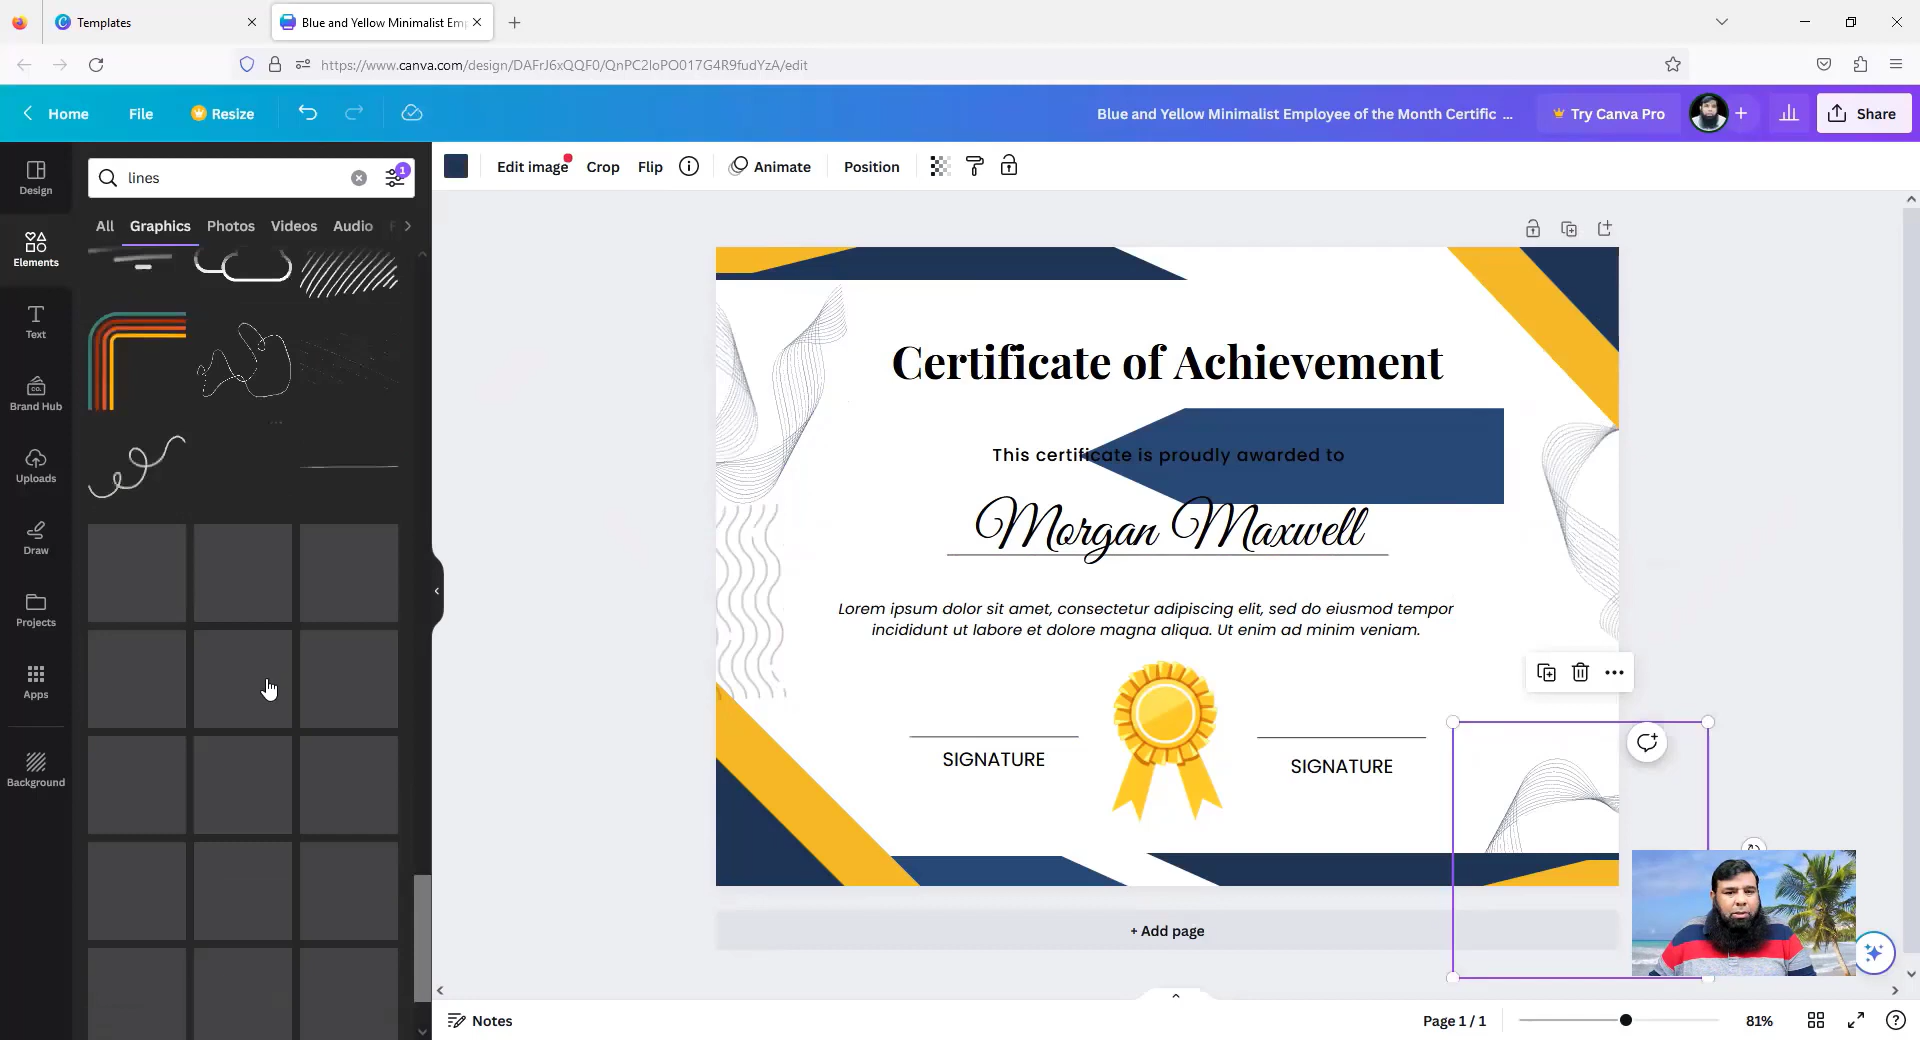 Templates
Blue and Yellow Minimalist Em
https://www.canva.com/design/DAFrJ6xQQF0/QnPC2loPO017G4R9fudYzA/edit
Home
File
Resize
Blue and Yellow Minimalist Employee of the Month Certific ...
Try Canva Pro
Share
Design
Elements
Text
Brand Hub
Uploads
Draw
Projects
Apps
Background
lines
1
All
Graphics
Photos
Videos
Audio
Edit image
Crop
Flip
Animate
Position
Certificate of Achievement
This certificate is proudly awarded to
Morgan Maxwell
Lorem ipsum dolor sit amet, consectetur adipiscing elit, sed do eiusmod tempor
incididunt ut labore et dolore magna aliqua. Ut enim ad minim veniam.
SIGNATURE
SIGNATURE
+ Add page
Notes
Page 1 / 1
81%